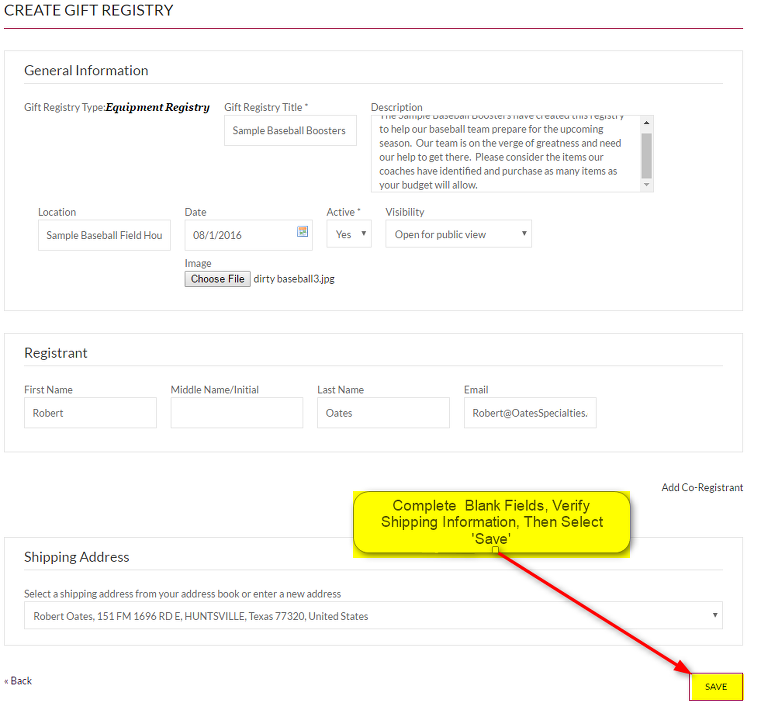 CREATE GIFT REGISTRY
General Information
Gift Registry Type:Equipment Registry
Gift Registry Title *
Description
Sample Baseball Boosters
The Sample Baseball Boosters have created this registry
to help our baseball team prepare for the upcoming
season. Our team is on the verge of greatness and need
our help to get there. Please consider the items our
coaches have identified and purchase as many items as
your budget will allow.
Location
Date
Active *
Visibility
Sample Baseball Field Hou
08/1/2016
Yes
Open for public view
Image
Choose File dirty baseball3.jpg
Registrant
First Name
Middle Name/Initial
Last Name
Email
Robert
Oates
Robert@OatesSpecialties.
Add Co-Registrant
Complete Blank Fields, Verify
Shipping Information, Then Select
'Save'
Shipping Address
Select a shipping address from your address book or enter a new address
Robert Oates, 151 FM 1696 RD E, HUNTSVILLE, Texas 77320, United States
« Back
SAVE